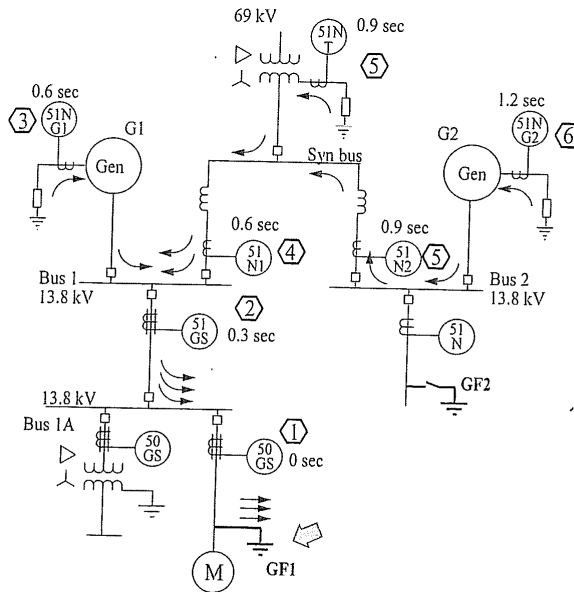 69 kV
51N
T
0.9 sec
5
0.6 sec
3
51N
G1
G1
Gen
1.2 sec
51N
G2
6
G2
Gen
Syn bus
0.6 sec
51
N1
4
0.9 sec
51
N2
5
Bus 1
13.8 kV
Bus 2
13.8 kV
2
51
GS
0.3 sec
51
N
GF2
13.8 kV
Bus 1A
50
GS
1
50
GS
0 sec
GF1
M